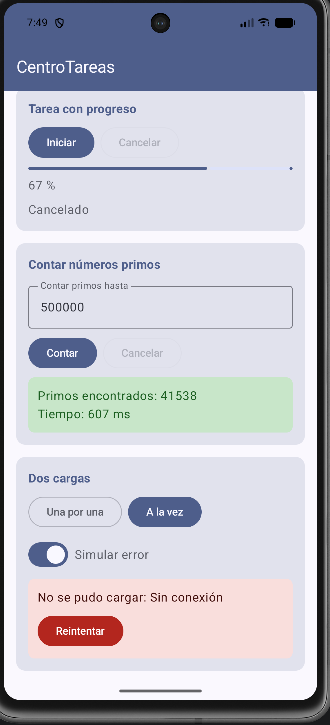 7:49
CentroTareas
Tarea con progreso
Iniciar Cancelar
67 %
Cancelado
Contar números primos
Contar primos hasta
500000
Contar Cancelar
Primos encontrados: 41538
Tiempo: 607 ms
Dos cargas
Una por una A la vez
Simular error
No se pudo cargar: Sin conexión
Reintentar